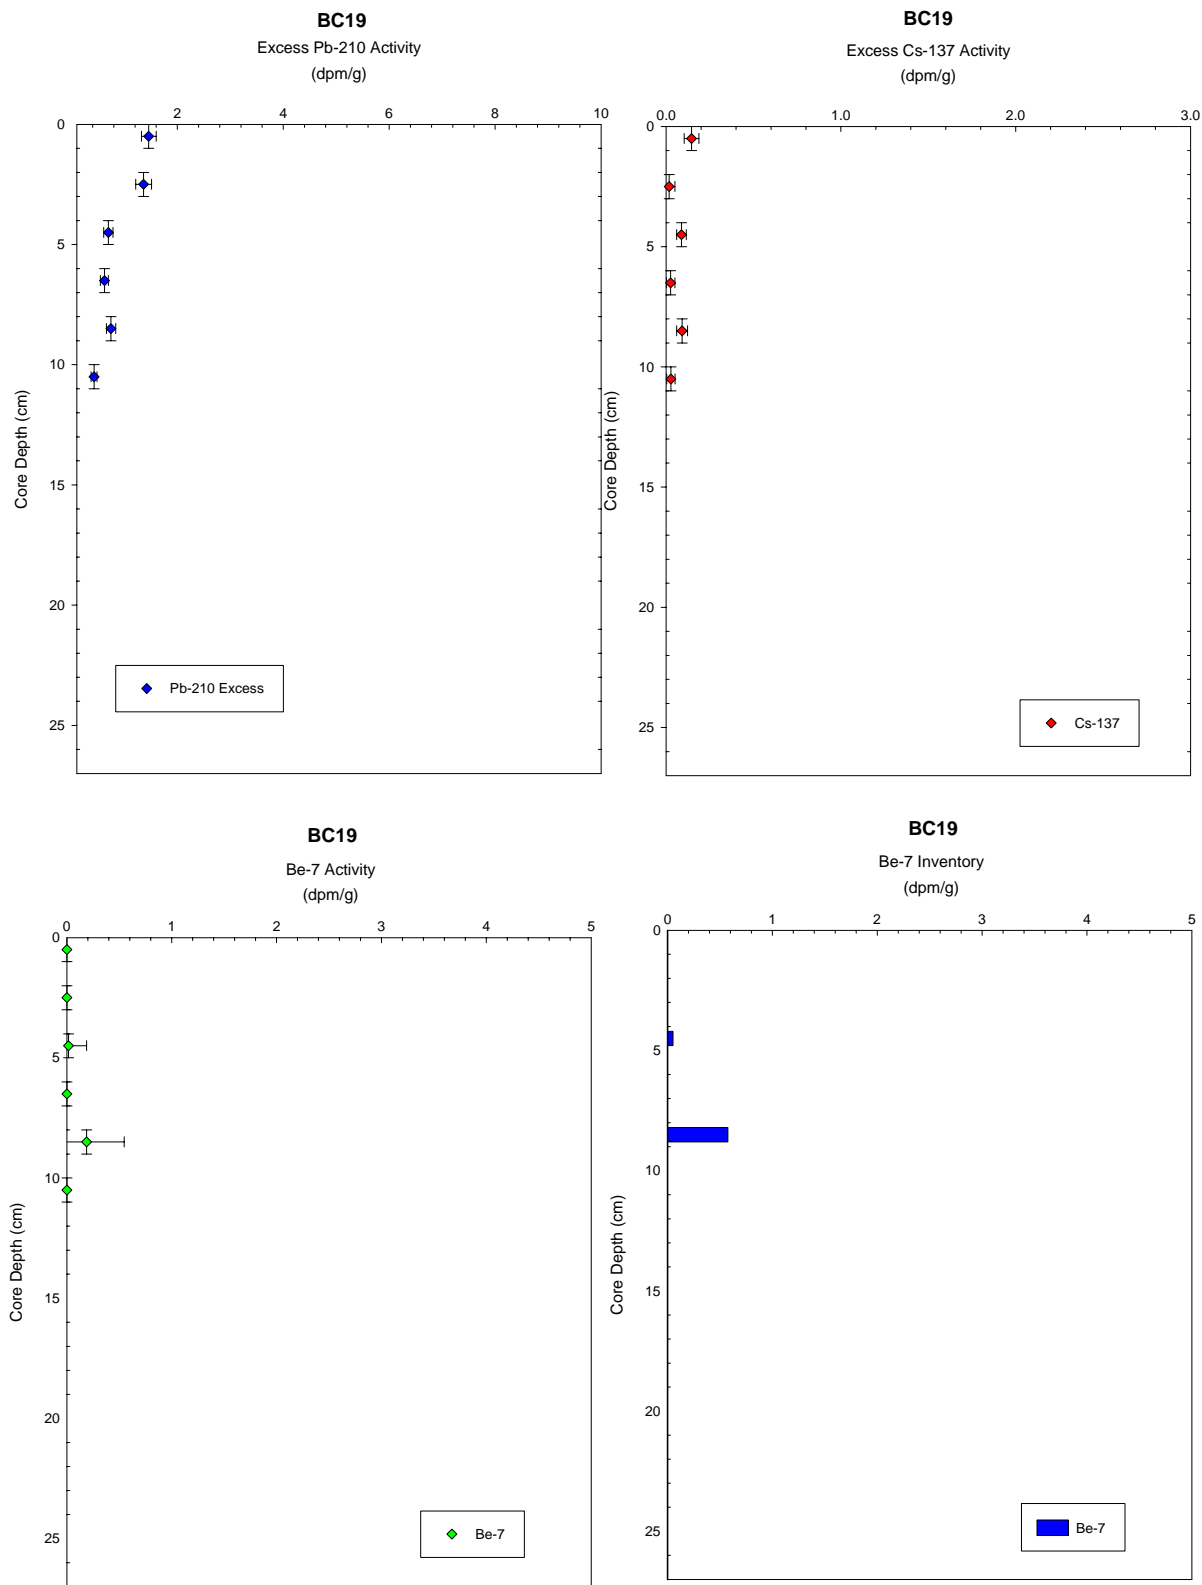 BC19
Excess Pb-210 Activity
(dpm/g)
2 4 6 8 10
0
5
10
15
20
25
Core Depth (cm)
Pb-210 Excess
BC19
Excess Cs-137 Activity
(dpm/g)
0.0 1.0 2.0 3.0
0
5
10
15
20
25
Core Depth (cm)
Cs-137
BC19
Be-7 Activity
(dpm/g)
0 1 2 3 4 5
0
5
10
15
20
25
Core Depth (cm)
Be-7
BC19
Be-7 Inventory
(dpm/g)
0 1 2 3 4 5
0
5
10
15
20
25
Core Depth (cm)
Be-7